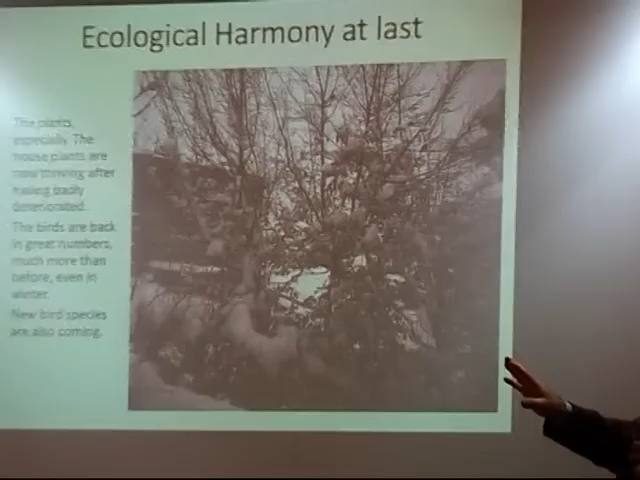 Ecological Harmony at last
The plants,
especially. The
house plants are
now thriving after
having badly
deteriorated.
The birds are back
in great numbers,
much more than
before, even in
winter.
New bird species
are also coming.